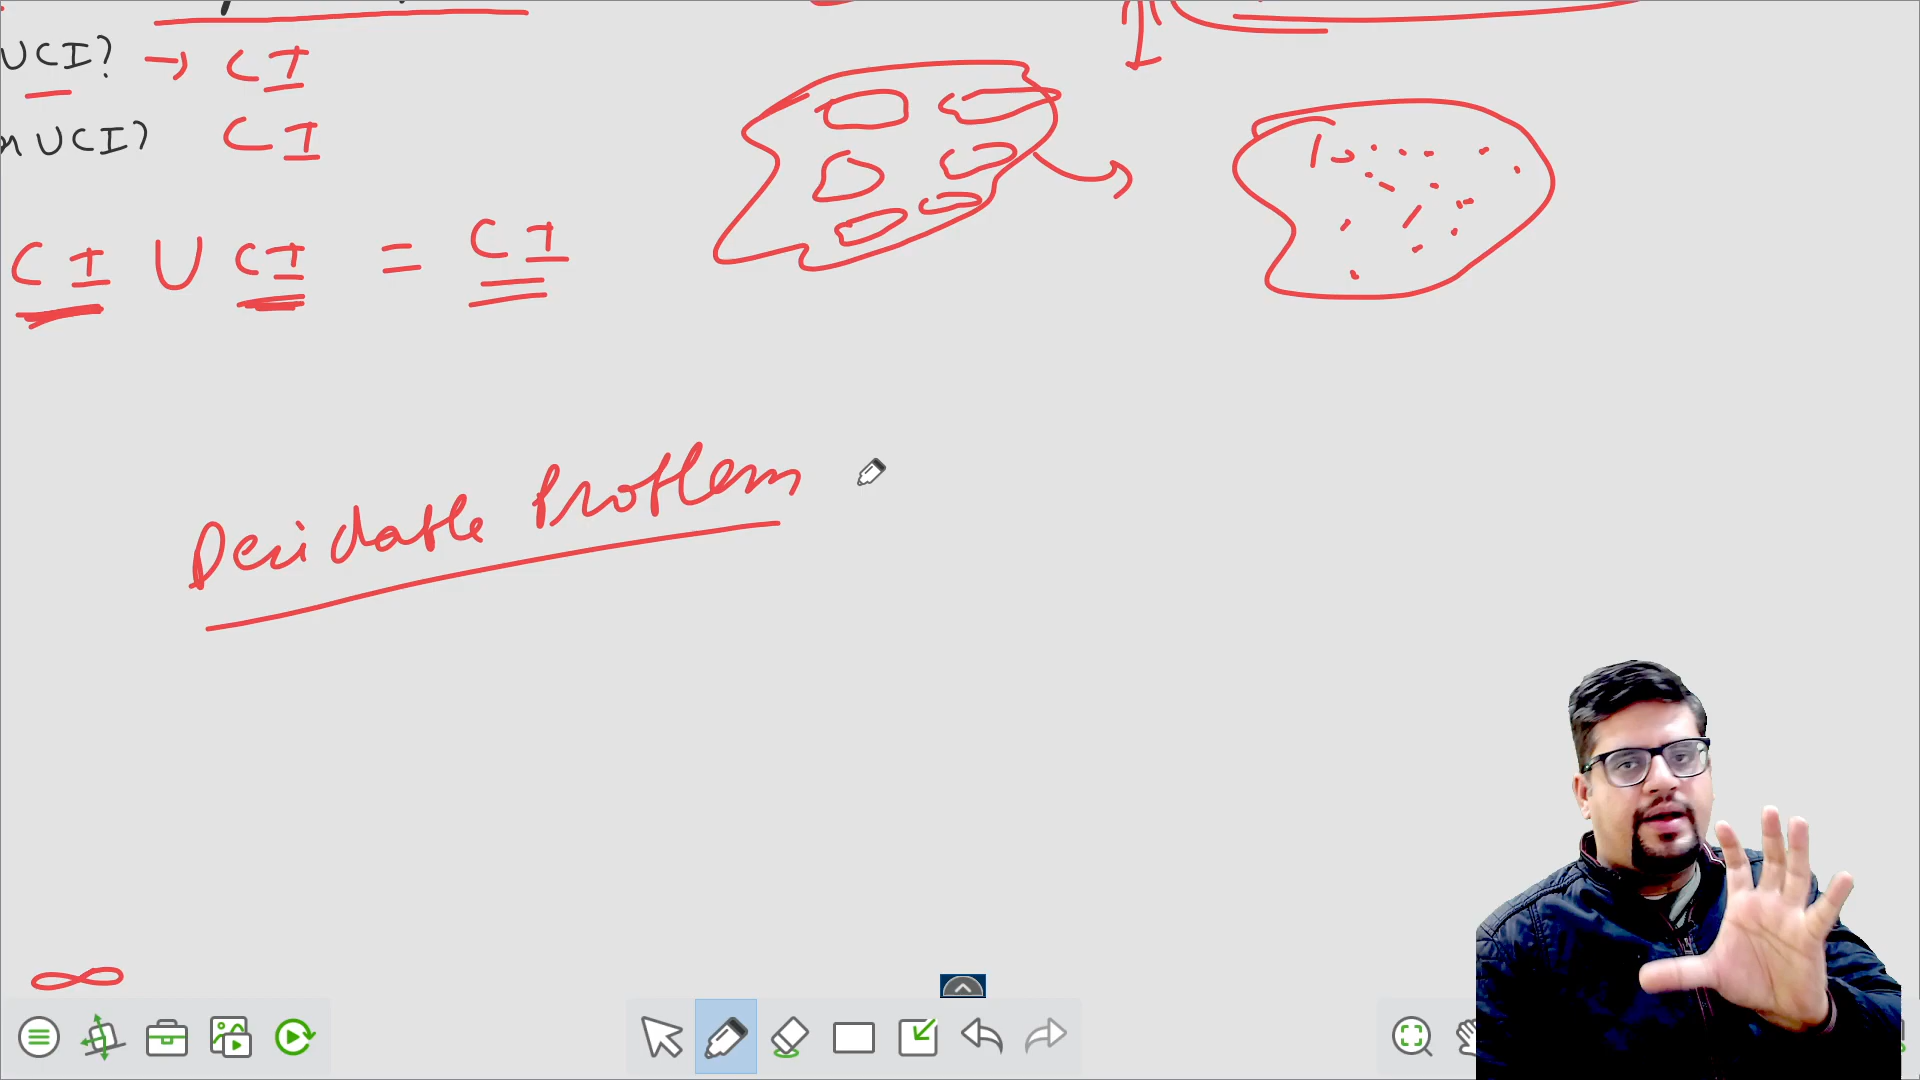 UCI? → CI
UCI? CI
CI U CI = CI
Decidable Problem
∞